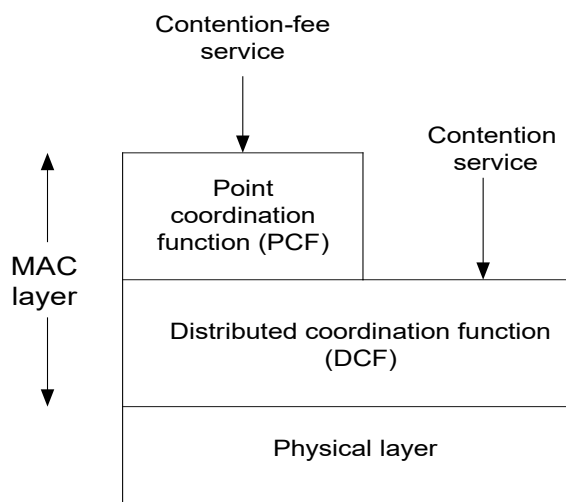 Contention-fee
service
Contention
service
Point
coordination
function (PCF)
MAC
layer
Distributed coordination function
(DCF)
Physical layer